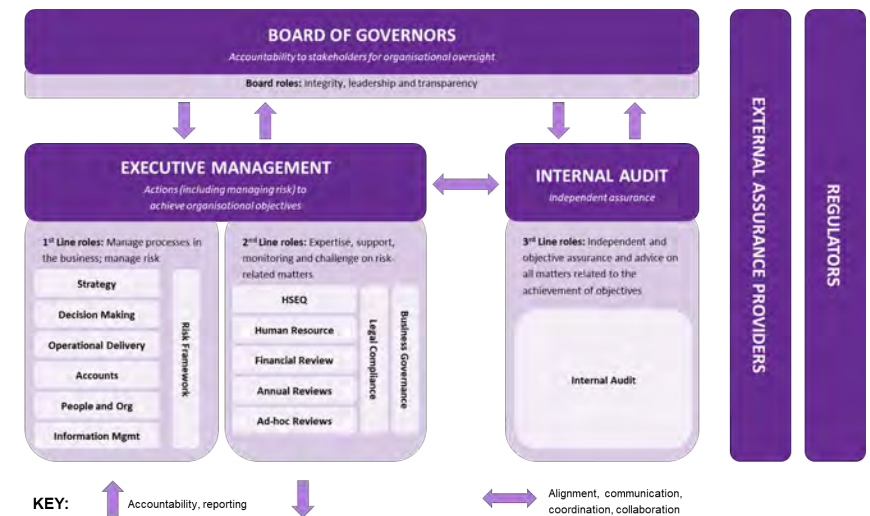 BOARD OF GOVERNORS
Accountability to stakeholders for organisational oversight
Board roles: Integrity, leadership and transparency
EXECUTIVE MANAGEMENT
Actions (including managing risk) to
achieve organisational objectives
INTERNAL AUDIT
Independent assurance
1st Line roles: Manage processes in
the business; manage risk
Strategy
Decision Making
Operational Delivery
Accounts
People and Org
Information Mgmt
Risk Framework
2nd Line roles: Expertise, support,
monitoring and challenge on risk-
related matters
HSEQ
Human Resource
Financial Review
Annual Reviews
Ad-hoc Reviews
Legal Compliance
Business Governance
3rd Line roles: Independent and
objective assurance and advice on
all matters related to the
achievement of objectives
Internal Audit
EXTERNAL ASSURANCE PROVIDERS
REGULATORS
KEY:
Accountability, reporting
Alignment, communication,
coordination, collaboration